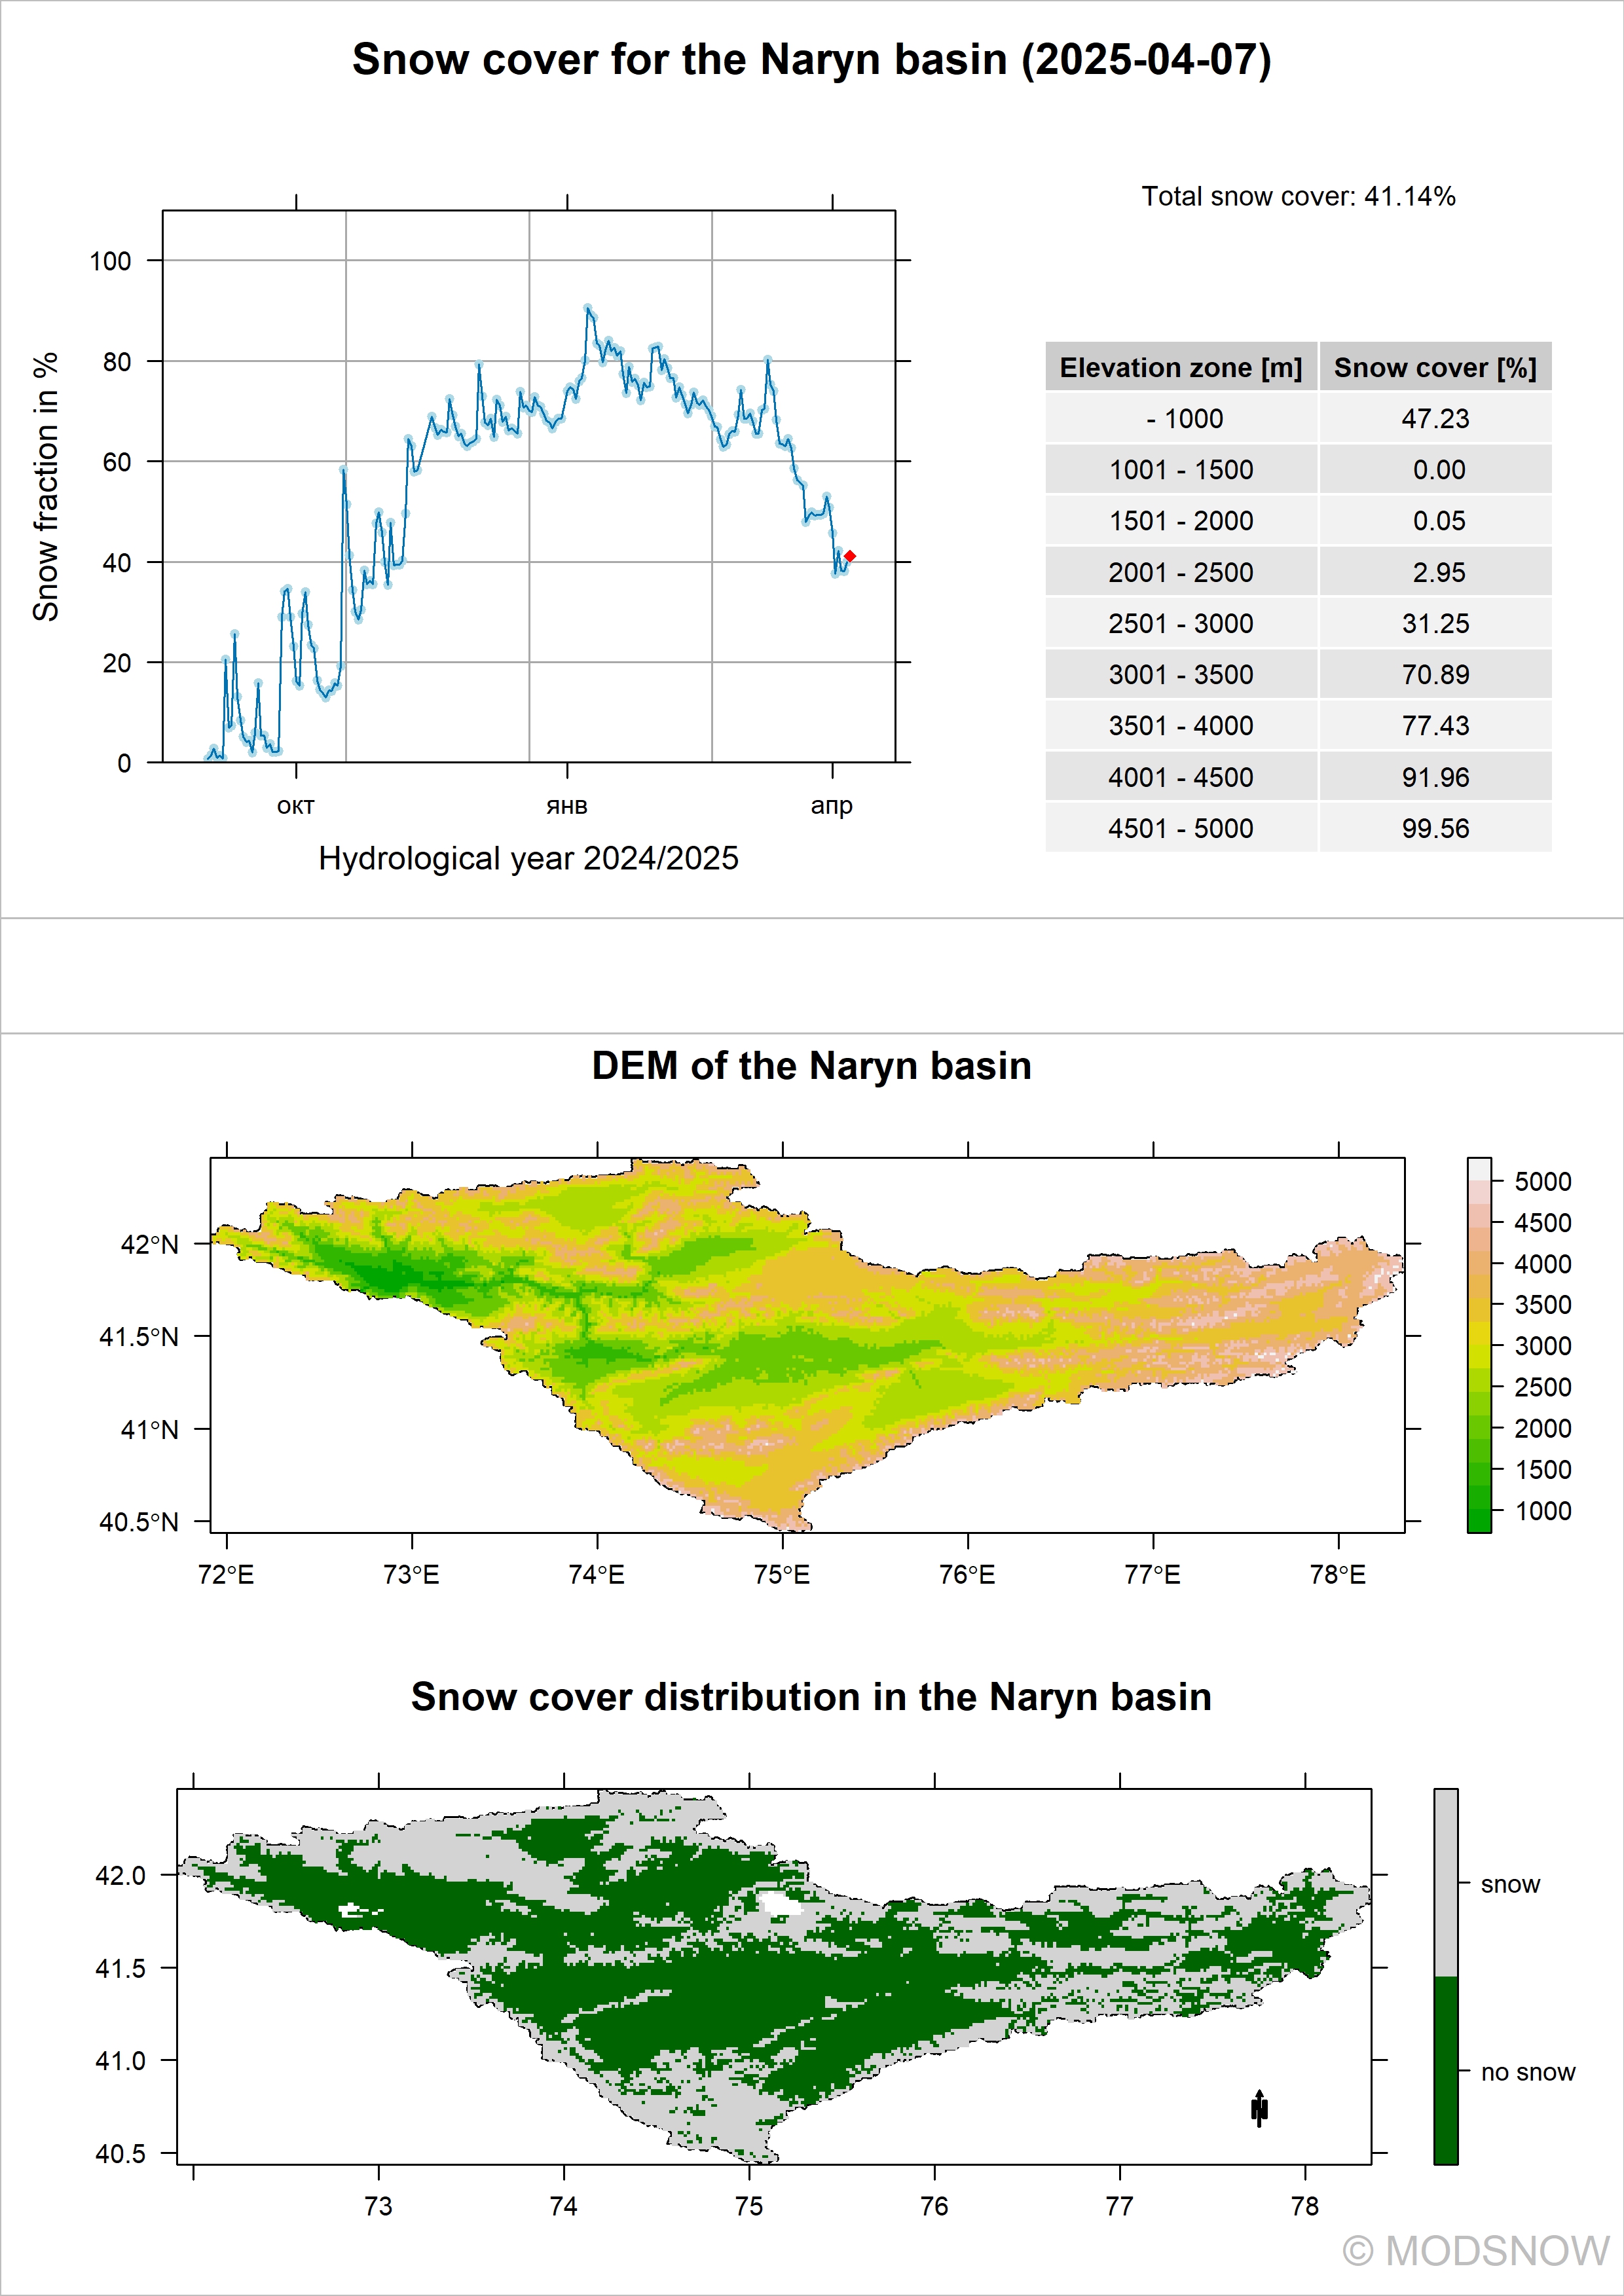 Snow cover for the Naryn basin (2025-04-07)
Total snow cover: 41.14%
Snow fraction in %
100
80
60
40
20
0
окт янв апр
Hydrological year 2024/2025
Elevation zone [m] Snow cover [%]
- 1000 47.23
1001 - 1500 0.00
1501 - 2000 0.05
2001 - 2500 2.95
2501 - 3000 31.25
3001 - 3500 70.89
3501 - 4000 77.43
4001 - 4500 91.96
4501 - 5000 99.56
DEM of the Naryn basin
42°N
41.5°N
41°N
40.5°N
72°E 73°E 74°E 75°E 76°E 77°E 78°E
5000
4500
4000
3500
3000
2500
2000
1500
1000
Snow cover distribution in the Naryn basin
42.0
41.5
41.0
40.5
73 74 75 76 77 78
snow
no snow
N
© MODSNOW